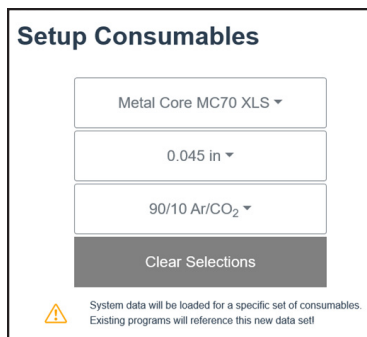 Setup Consumables
Metal Core MC70 XLS
0.045 in
90/10 Ar/CO₂
Clear Selections
System data will be loaded for a specific set of consumables.
Existing programs will reference this new data set!